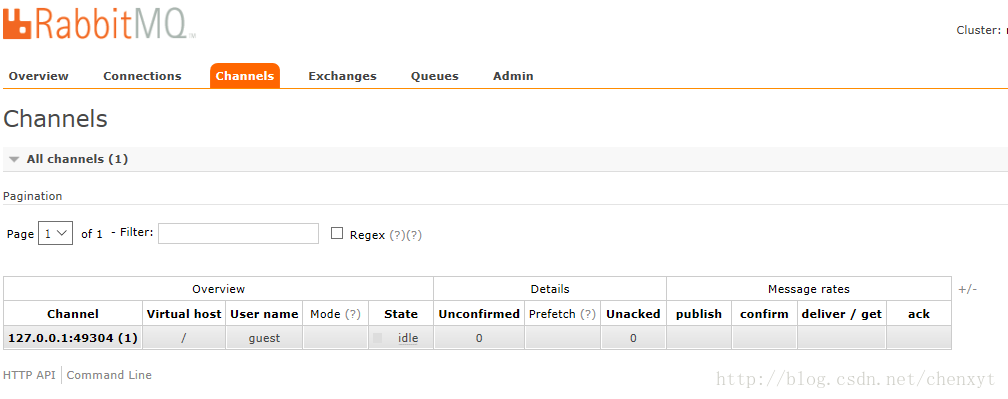 RabbitMQ TM
Cluster:
Overview Connections Channels Exchanges Queues Admin
Channels
All channels (1)
Pagination
Page 1 of 1 - Filter: Regex (?)(?)
Overview Details Message rates +/-
Channel Virtual host User name Mode (?) State Unconfirmed Prefetch (?) Unacked publish confirm deliver / get ack
127.0.0.1:49304 (1) / guest idle 0 0
HTTP API Command Line
http://blog.csdn.net/chenxyt